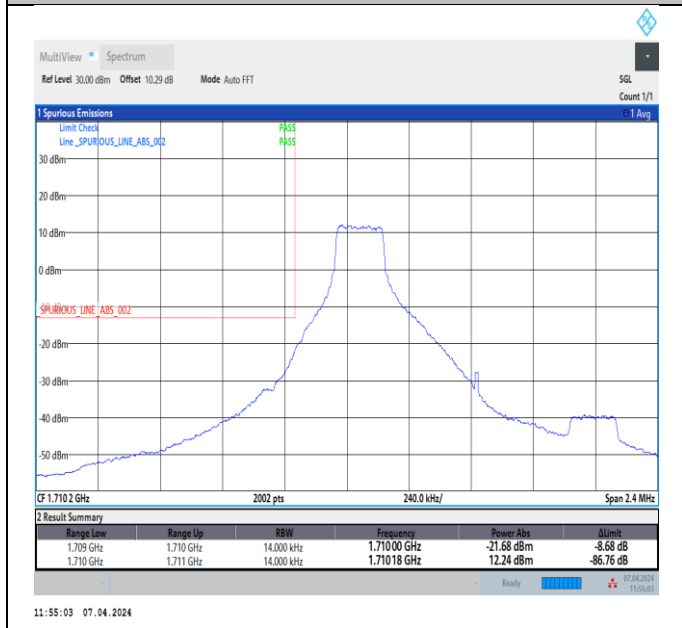 MultiView Spectrum
Ref Level 30.00 dBm Offset 10.29 dB Mode Auto FFT SGL
Count 1/1
1 Spurious Emissions 1 Avg
Limit Check PASS
Line _SPURIOUS_LINE_ABS_002 PASS
30 dBm
20 dBm
10 dBm
0 dBm
_SPURIOUS_LINE_ABS_002
-20 dBm
-30 dBm
-40 dBm
-50 dBm
CF 1.710 2 GHz 2002 pts 240.0 kHz/ Span 2.4 MHz
2 Result Summary
Range Low Range Up RBW Frequency Power Abs ΔLimit
1.709 GHz 1.710 GHz 14.000 kHz 1.71000 GHz -21.68 dBm -8.68 dB
1.710 GHz 1.711 GHz 14.000 kHz 1.71018 GHz 12.24 dBm -86.76 dB
Ready 07.04.2024
11:55:03
11:55:03 07.04.2024